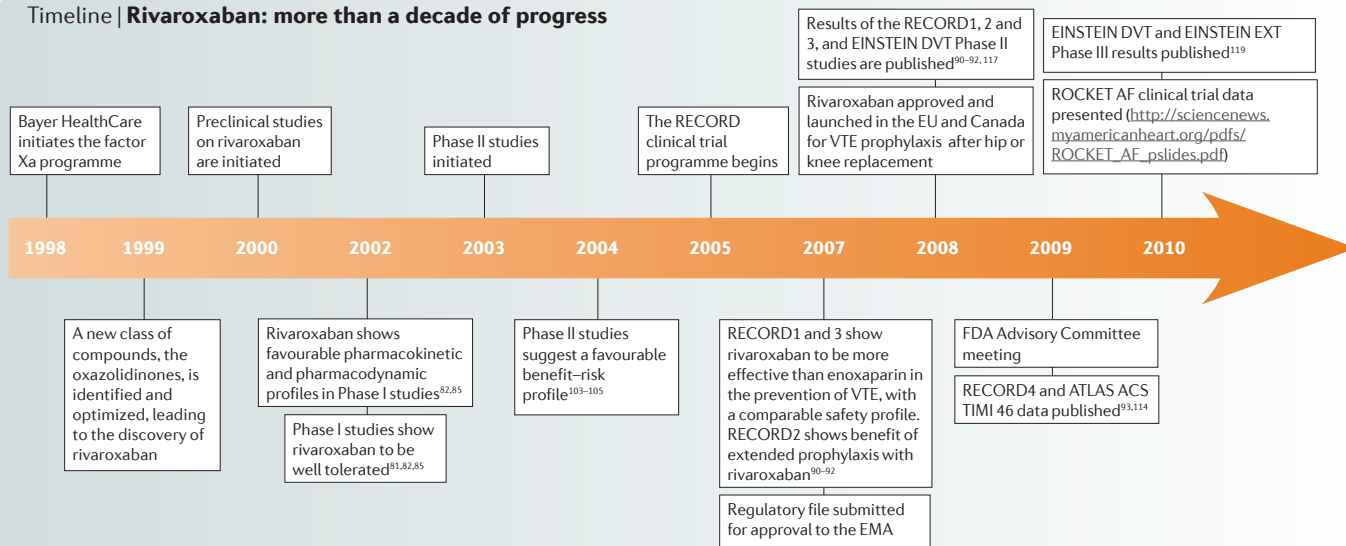 Timeline | Rivaroxaban: more than a decade of progress
Bayer HealthCare
initiates the factor
Xa programme
Preclinical studies
on rivaroxaban
are initiated
Phase II studies
initiated
The RECORD
clinical trial
programme begins
Results of the RECORD1, 2 and
3, and EINSTEIN DVT Phase II
studies are published90–92,117
Rivaroxaban approved and
launched in the EU and Canada
for VTE prophylaxis after hip or
knee replacement
EINSTEIN DVT and EINSTEIN EXT
Phase III results published119
ROCKET AF clinical trial data
presented (http://sciencenews.
myamericanheart.org/pdfs/
ROCKET_AF_pslides.pdf)
1998 1999 2000 2002 2003 2004 2005 2007 2008 2009 2010
A new class of
compounds, the
oxazolidinones, is
identified and
optimized, leading
to the discovery of
rivaroxaban
Rivaroxaban shows
favourable pharmacokinetic
and pharmacodynamic
profiles in Phase I studies82,85
Phase I studies show
rivaroxaban to be
well tolerated81,82,85
Phase II studies
suggest a favourable
benefit–risk
profile103–105
RECORD1 and 3 show
rivaroxaban to be more
effective than enoxaparin in
the prevention of VTE, with
a comparable safety profile.
RECORD2 shows benefit of
extended prophylaxis with
rivaroxaban90–92
Regulatory file submitted
for approval to the EMA
FDA Advisory Committee
meeting
RECORD4 and ATLAS ACS
TIMI 46 data published93,114